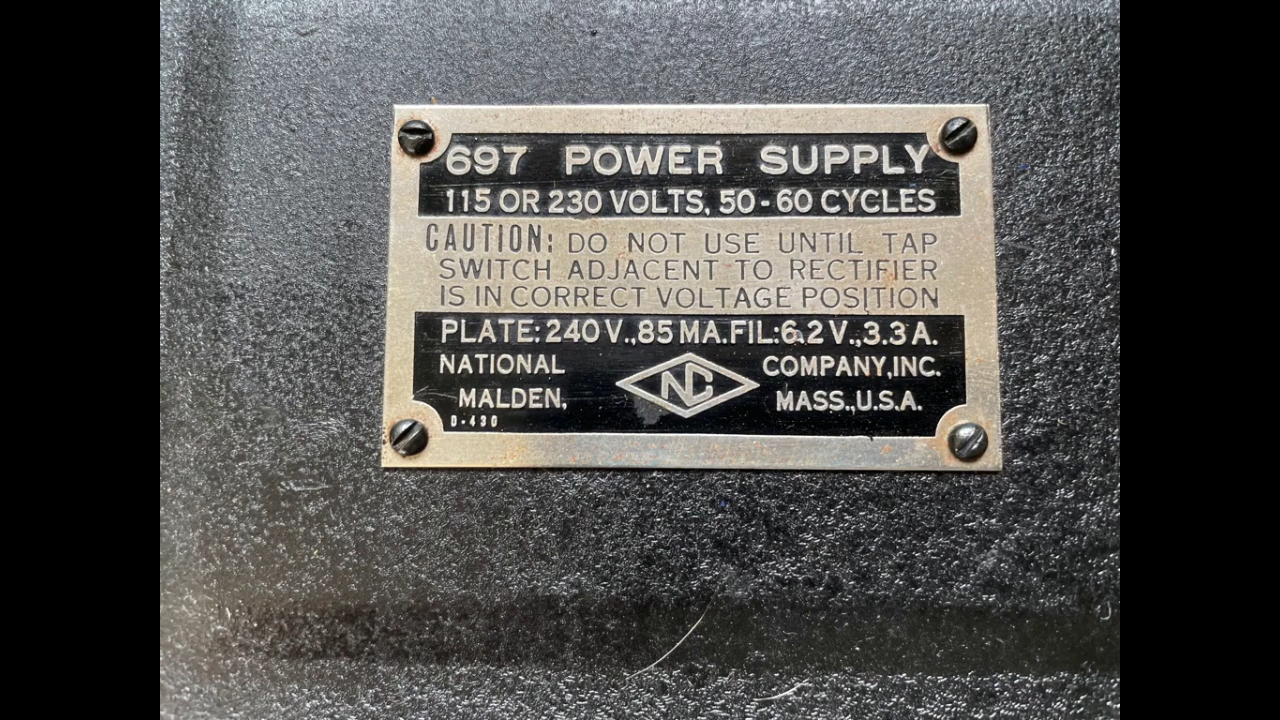 697 POWER SUPPLY
115 OR 230 VOLTS, 50-60 CYCLES
CAUTION: DO NOT USE UNTIL TAP
SWITCH ADJACENT TO RECTIFIER
IS IN CORRECT VOLTAGE POSITION
PLATE: 240 V., 85 MA. FIL: 6.2 V., 3.3 A.
NATIONAL NC COMPANY, INC.
MALDEN, MASS., U.S.A.
D-430